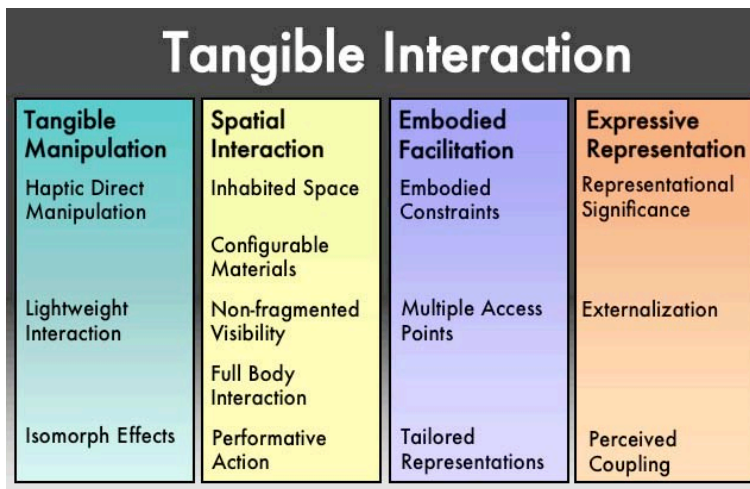 Tangible Interaction
Tangible
Manipulation
Haptic Direct
Manipulation
Lightweight
Interaction
Isomorph Effects
Spatial
Interaction
Inhabited Space
Configurable
Materials
Non-fragmented
Visibility
Full Body
Interaction
Performative
Action
Embodied
Facilitation
Embodied
Constraints
Multiple Access
Points
Tailored
Representations
Expressive
Representation
Representational
Significance
Externalization
Perceived
Coupling